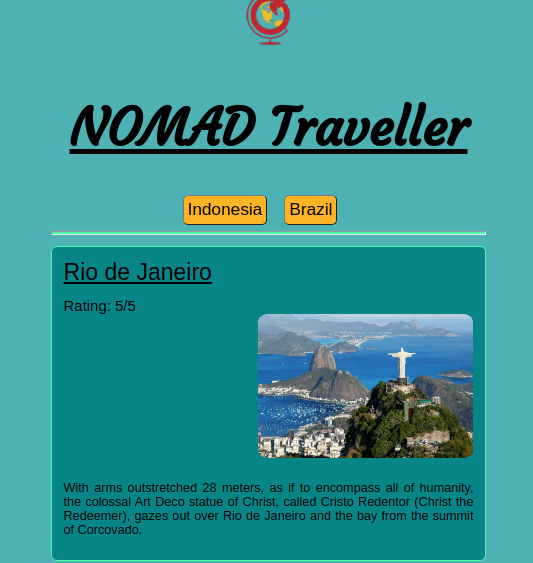 NOMAD Traveller
Indonesia Brazil
Rio de Janeiro
Rating: 5/5
With arms outstretched 28 meters, as if to encompass all of humanity,
the colossal Art Deco statue of Christ, called Cristo Redentor (Christ the
Redeemer), gazes out over Rio de Janeiro and the bay from the summit
of Corcovado.